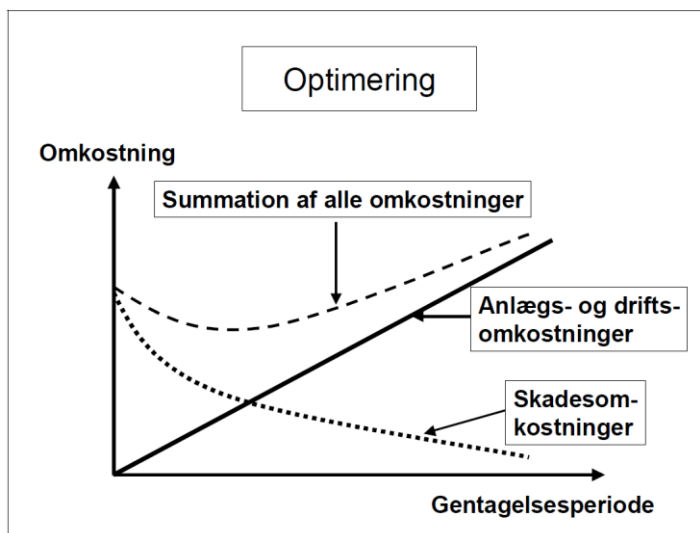 Optimering
Omkostning
Summation af alle omkostninger
Anlægs- og drifts-
omkostninger
Skadesom-
kostninger
Gentagelsesperiode